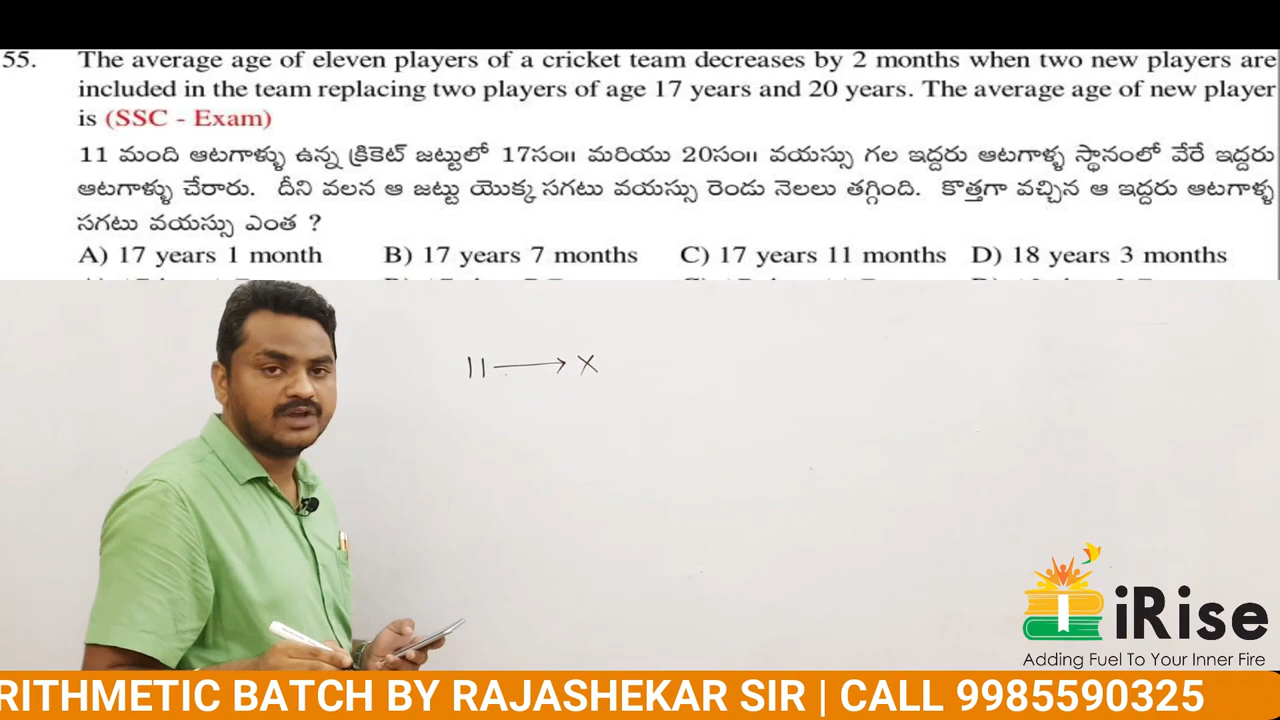 55. The average age of eleven players of a cricket team decreases by 2 months when two new players are
included in the team replacing two players of age 17 years and 20 years. The average age of new player
is (SSC - Exam)
11 మంది ఆటగాళ్ళు ఉన్న క్రికెట్ జట్టులో 17సం॥ మరియు 20సం॥ వయస్సు గల ఇద్దరు ఆటగాళ్ళ స్థానంలో వేరే ఇద్దరు
ఆటగాళ్ళు చేరారు. దీని వలన ఆ జట్టు యొక్క సగటు వయస్సు రెండు నెలలు తగ్గింది. కొత్తగా వచ్చిన ఆ ఇద్దరు ఆటగాళ్ళ
సగటు వయస్సు ఎంత ?
A) 17 years 1 month B) 17 years 7 months C) 17 years 11 months D) 18 years 3 months
11 → x
iRise
Adding Fuel To Your Inner Fire
RITHMETIC BATCH BY RAJASHEKAR SIR | CALL 9985590325